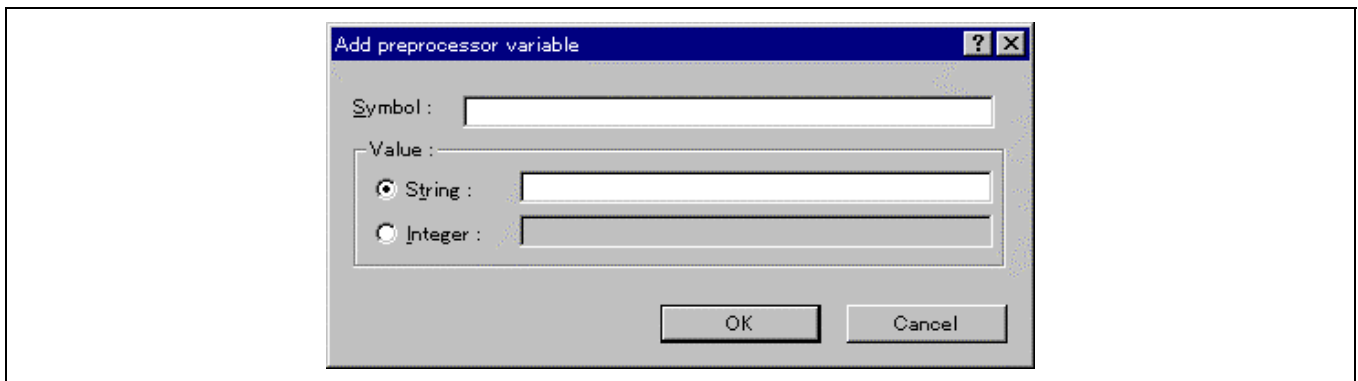 Add preprocessor variable ? X
Symbol :
Value :
String :
Integer :
OK Cancel